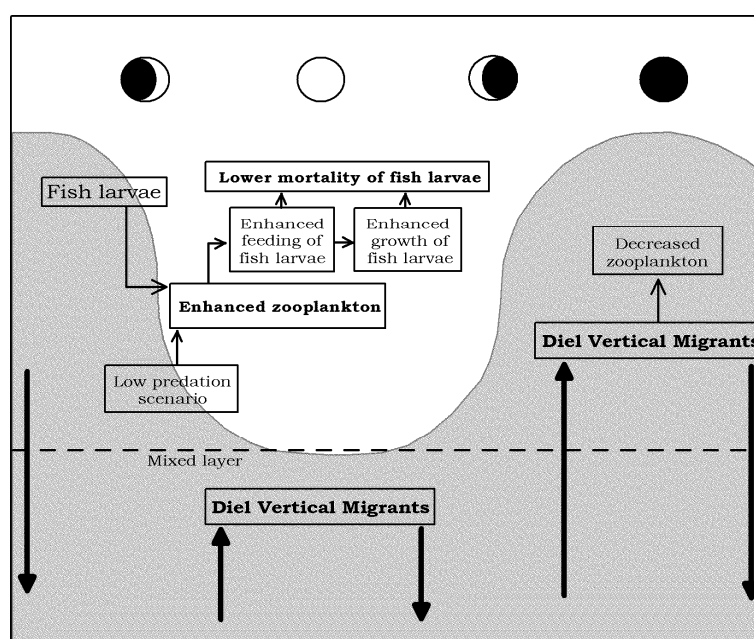 Fish larvae
Lower mortality of fish larvae
Enhanced
feeding of
fish larvae
Enhanced
growth of
fish larvae
Enhanced zooplankton
Low predation
scenario
Decreased
zooplankton
Diel Vertical Migrants
Mixed layer
Diel Vertical Migrants